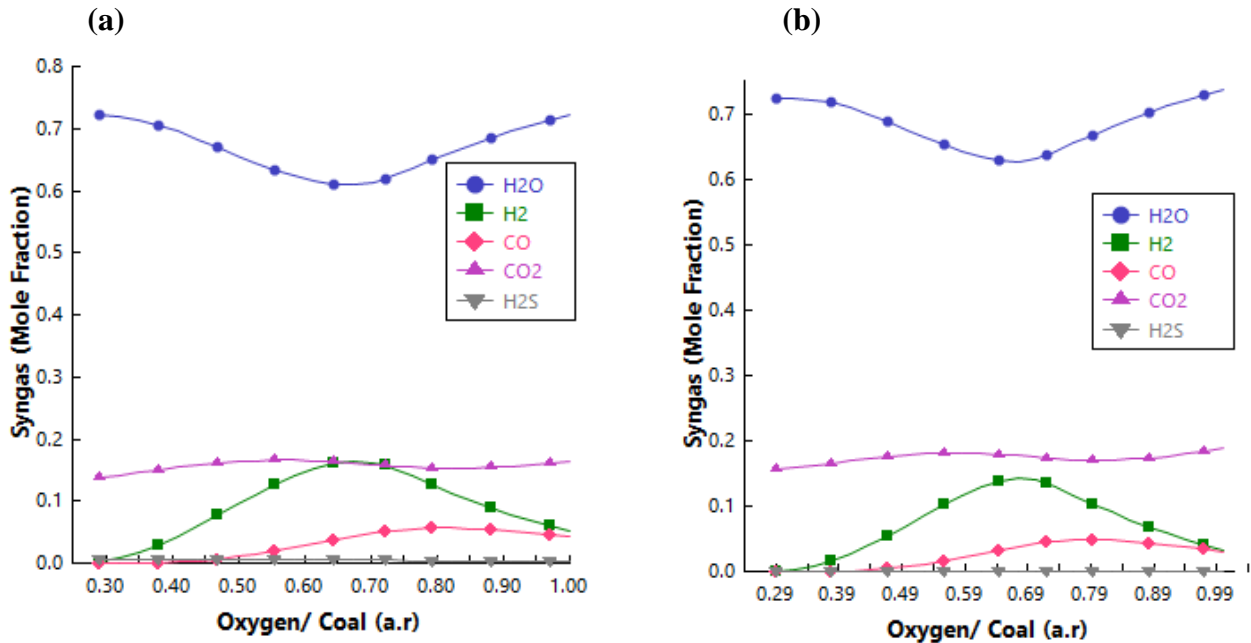 (a)
Syngas (Mole Fraction)
0.8
0.7
0.6
0.5
0.4
0.3
0.2
0.1
0.0
0.30 0.40 0.50 0.60 0.70 0.80 0.90 1.00
Oxygen/ Coal (a.r)
H2O
H2
CO
CO2
H2S
(b)
Syngas (Mole Fraction)
0.7
0.6
0.5
0.4
0.3
0.2
0.1
0.0
0.29 0.39 0.49 0.59 0.69 0.79 0.89 0.99
Oxygen/ Coal (a.r)
H2O
H2
CO
CO2
H2S